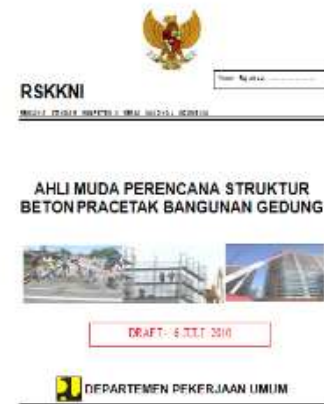 RSKKNI
AHLI MUDA PERENCANA STRUKTUR
BETON PRACETAK BANGUNAN GEDUNG
DRAFT- 6 JULI 2010
DEPARTEMEN PEKERJAAN UMUM